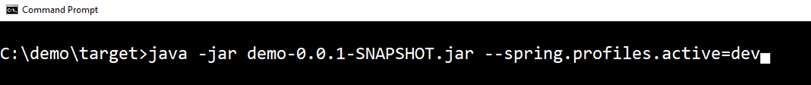 Command Prompt
C:\demo\target>java -jar demo-0.0.1-SNAPSHOT.jar --spring.profiles.active=dev